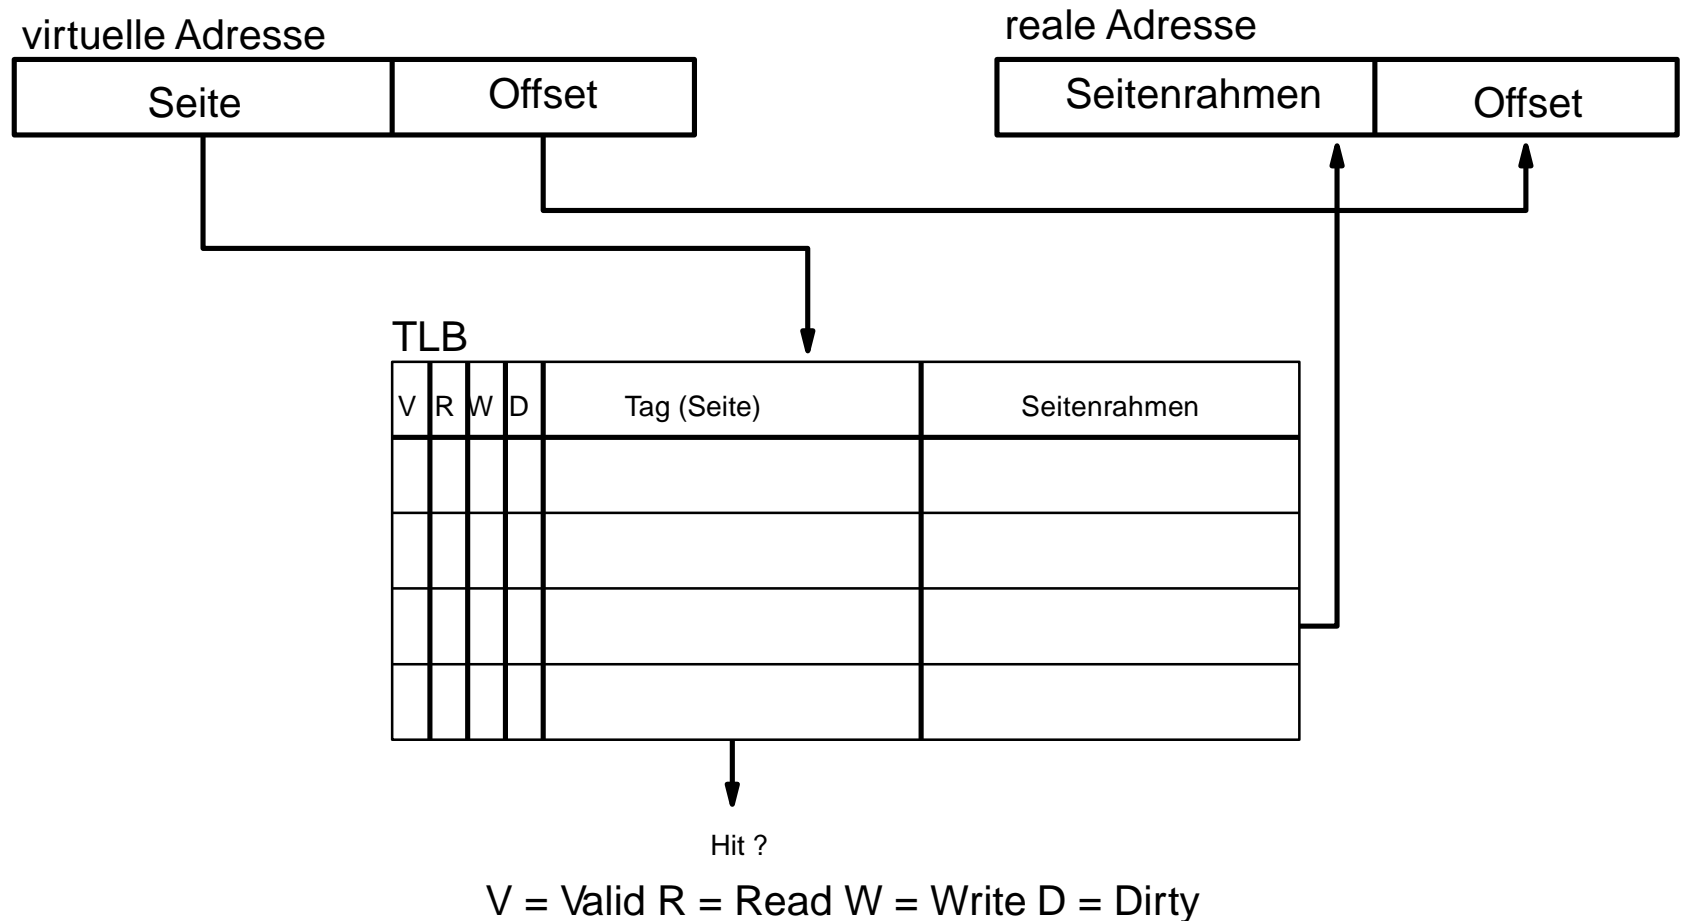 virtuelle Adresse
reale Adresse
Seite Offset
Seitenrahmen Offset
TLB
V R W D Tag (Seite) Seitenrahmen
Hit ?
V = Valid R = Read W = Write D = Dirty